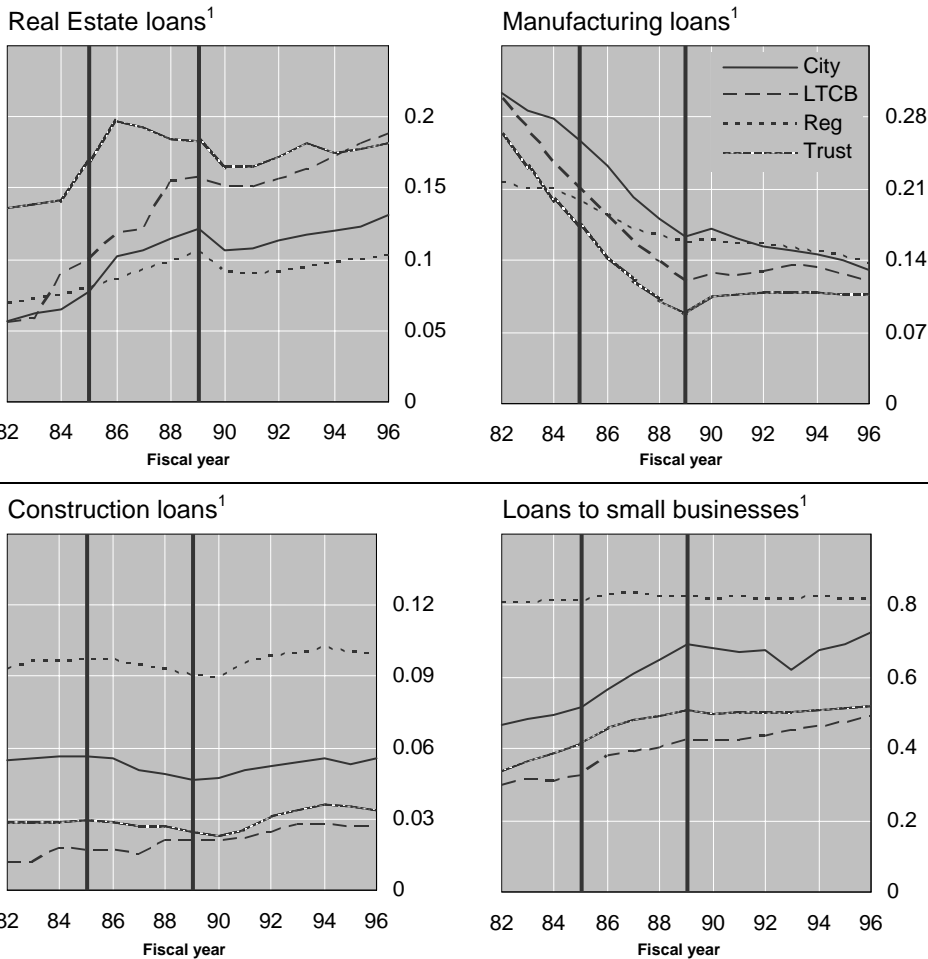 Real Estate loans¹
0.2
0.15
0.1
0.05
0
82 84 86 88 90 92 94 96
Fiscal year
Manufacturing loans¹
City
LTCB
Reg
Trust
0.28
0.21
0.14
0.07
0
82 84 86 88 90 92 94 96
Fiscal year
Construction loans¹
0.12
0.09
0.06
0.03
0
82 84 86 88 90 92 94 96
Fiscal year
Loans to small businesses¹
0.8
0.6
0.4
0.2
0
82 84 86 88 90 92 94 96
Fiscal year